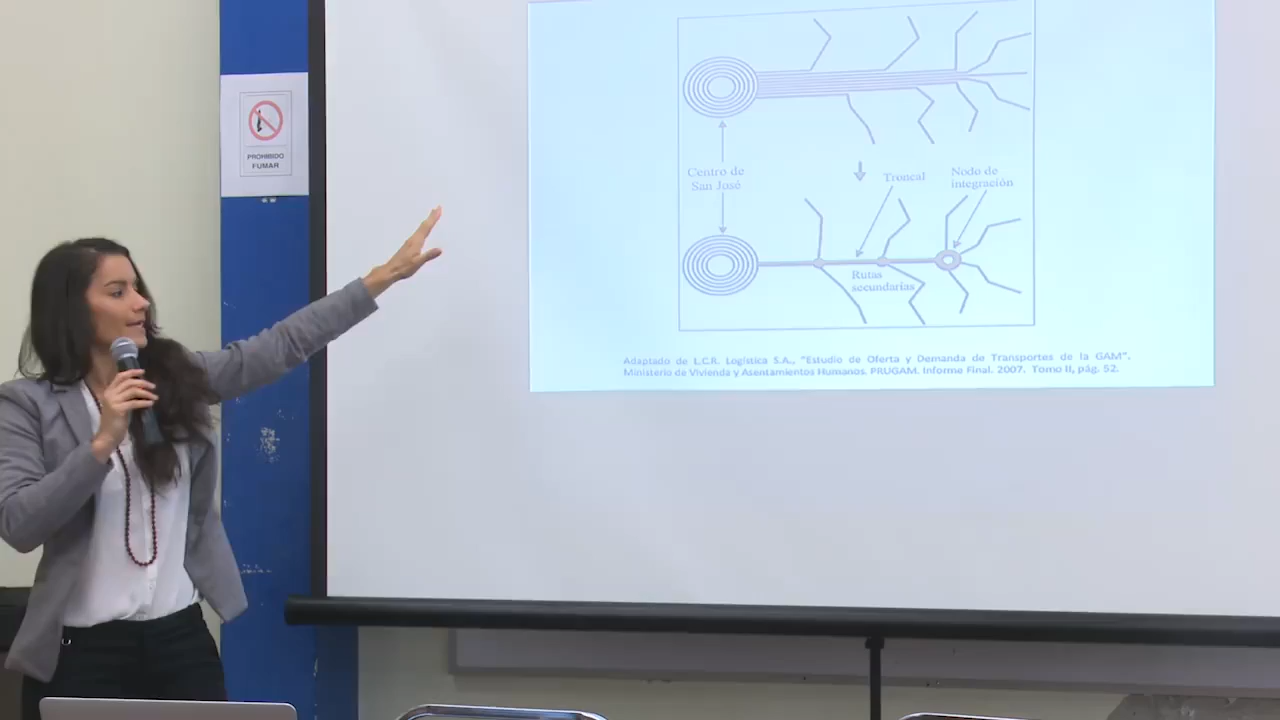 PROHIBIDO
FUMAR
Centro de
San José
Troncal
Nodo de
integración
Rutas
secundarias
Adaptado de L.C.R. Logística S.A., "Estudio de Oferta y Demanda de Transportes de la GAM".
Ministerio de Vivienda y Asentamientos Humanos. PRUGAM. Informe Final. 2007. Tomo II, pág. 52.